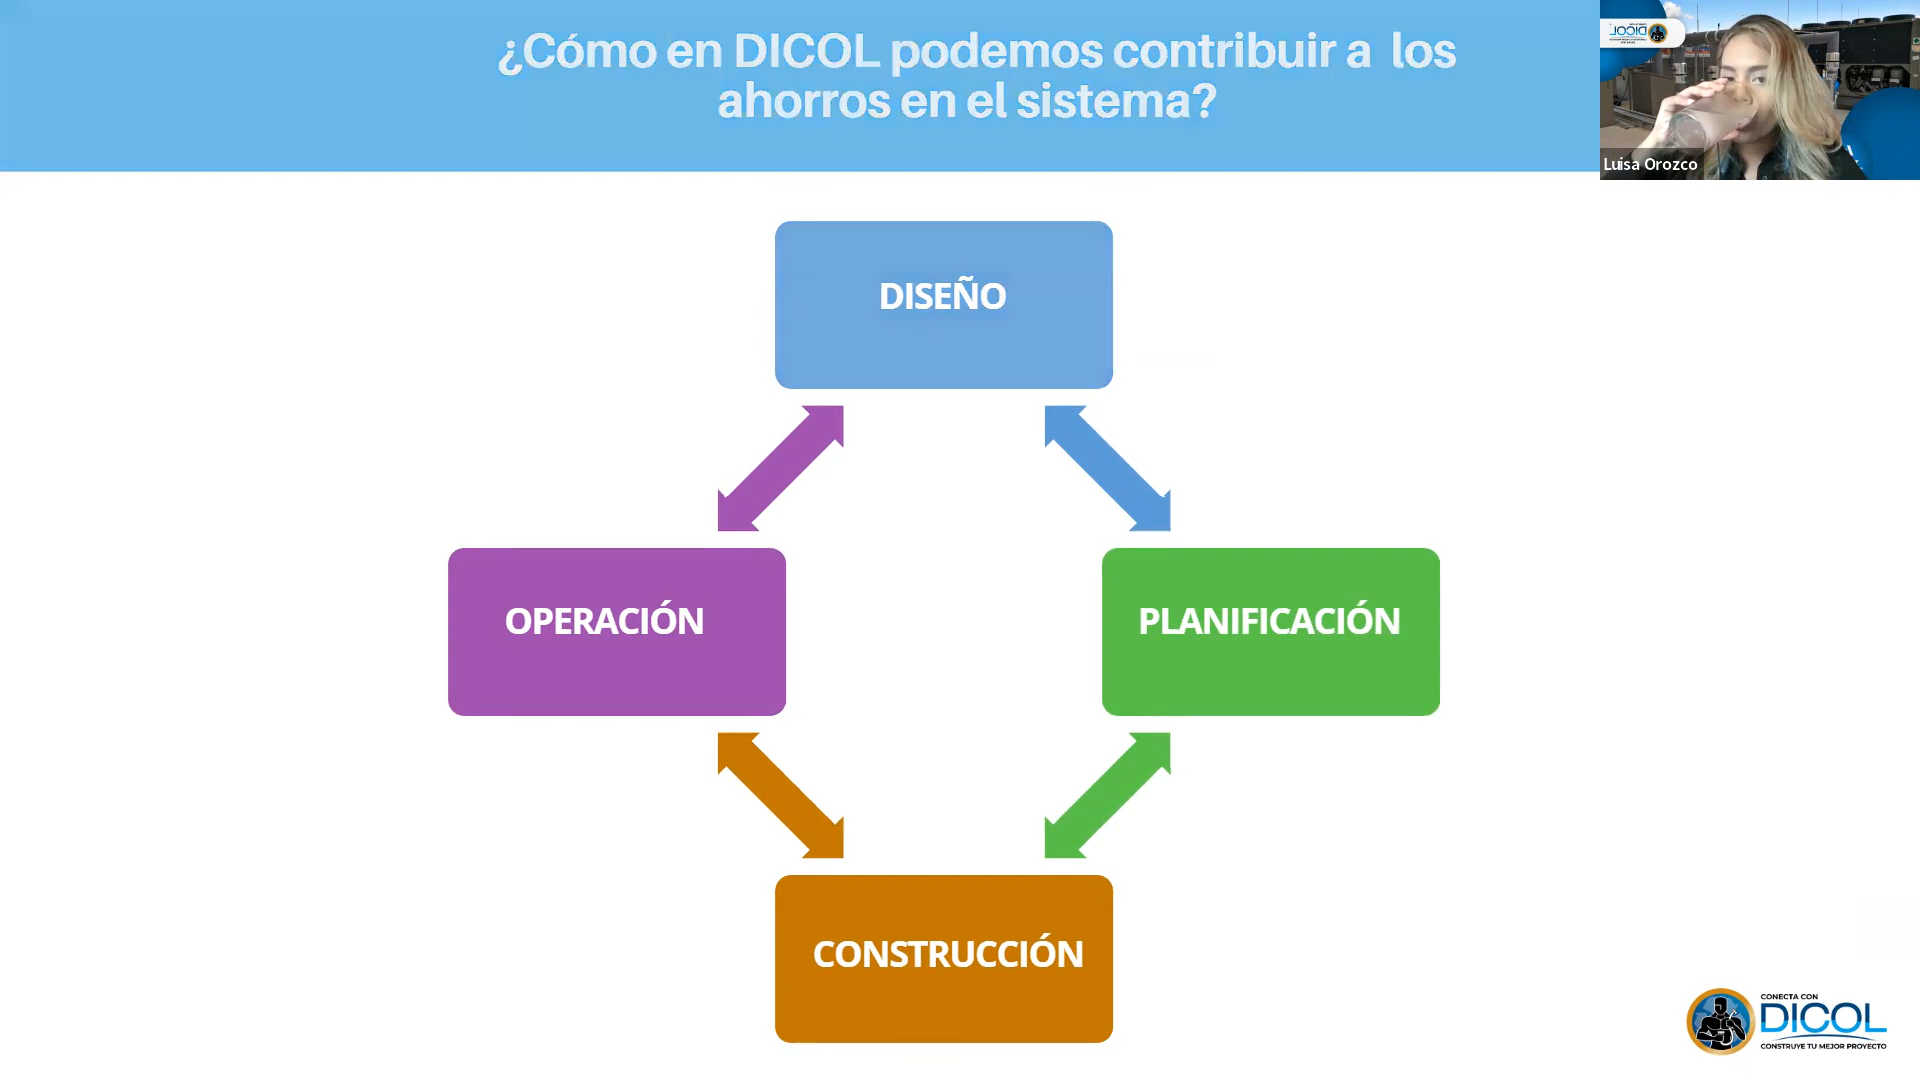 ¿Cómo en DICOL podemos contribuir a los
ahorros en el sistema?
DICOL
Luisa Orozco
DISEÑO
OPERACIÓN
PLANIFICACIÓN
CONSTRUCCIÓN
CONECTA CON
DICOL
CONSTRUYE TU MEJOR PROYECTO